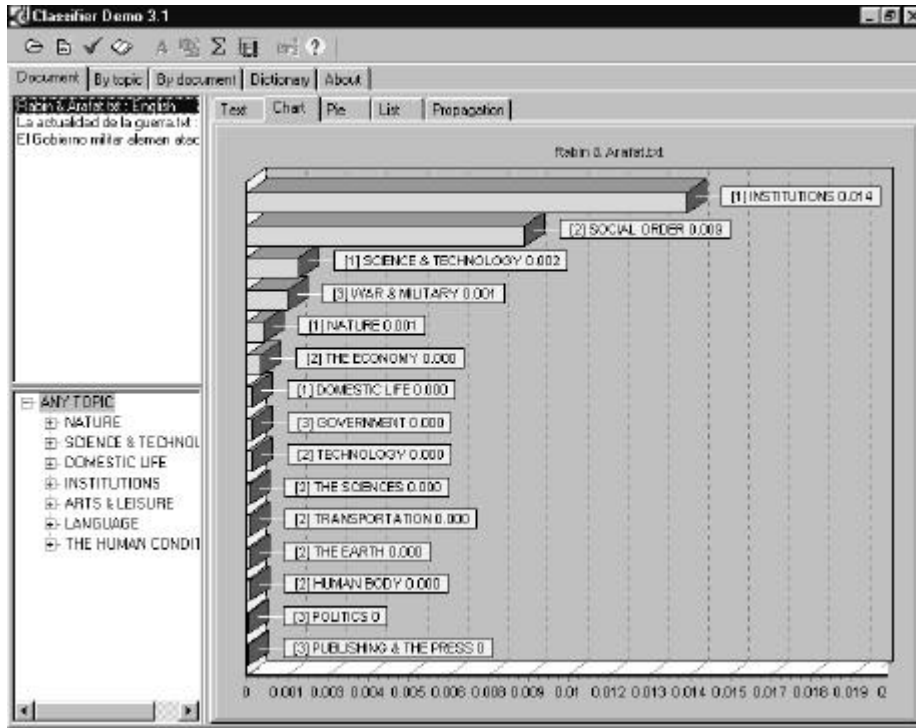 Classifier Demo 3.1
Document By topic By document Dictionary About
Rabin & Arafat.txt : English
La actualidad de la guerra.txt :
El Gobierno militar aleman atac
Text Chart Pie List Propagation
Rabin & Arafat.txt
[1] INSTITUTIONS 0.014
[2] SOCIAL ORDER 0.009
[1] SCIENCE & TECHNOLOGY 0.002
[3] WAR & MILITARY 0.001
[1] NATURE 0.001
[2] THE ECONOMY 0.000
[1] DOMESTIC LIFE 0.000
[3] GOVERNMENT 0.000
[2] TECHNOLOGY 0.000
THE SCIENCES 0.000
[2] TRANSPORTATION 0.000
[2] THE EARTH 0.000
[2] HUMAN BODY 0.000
[3] POLITICS 0
[3] PUBLISHING & THE PRESS 0
ANY TOPIC
NATURE
SCIENCE & TECHNOL
DOMESTIC LIFE
INSTITUTIONS
ARTS & LEISURE
LANGUAGE
THE HUMAN CONDIT
0 0.001 0.003 0.004 0.005 0.006 0.008 0.009 0.01 0.012 0.013 0.014 0.015 0.017 0.018 0.019